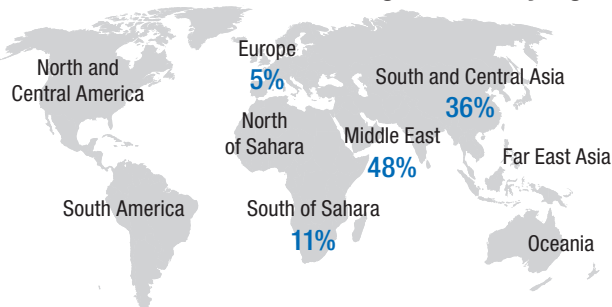 Europe
5%
North and
Central America
South and Central Asia
36%
North
of Sahara
Middle East
48%
Far East Asia
South America
South of Sahara
11%
Oceania